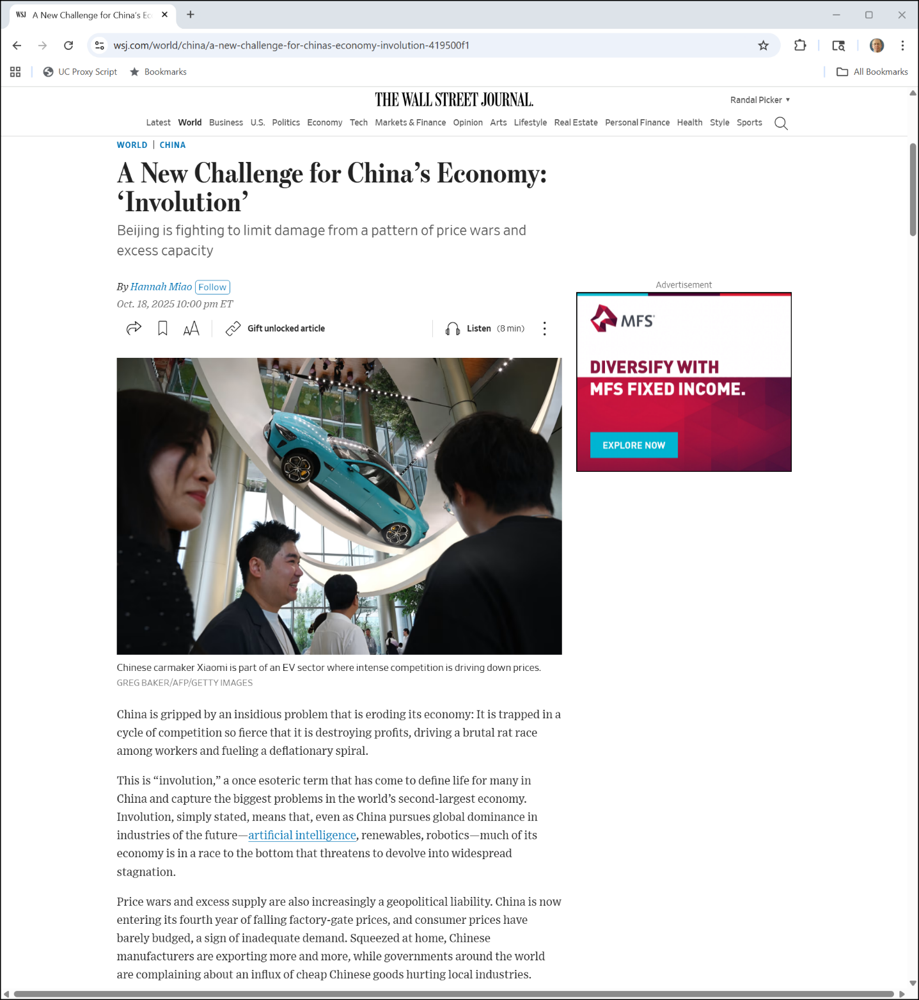 WSJ A New Challenge for China's Ec
wsj.com/world/china/a-new-challenge-for-chinas-economy-involution-419500f1
UC Proxy Script Bookmarks All Bookmarks
THE WALL STREET JOURNAL.
Randal Picker
Latest World Business U.S. Politics Economy Tech Markets & Finance Opinion Arts Lifestyle Real Estate Personal Finance Health Style Sports
WORLD | CHINA
A New Challenge for China’s Economy:
‘Involution’
Beijing is fighting to limit damage from a pattern of price wars and
excess capacity
By Hannah Miao Follow
Oct. 18, 2025 10:00 pm ET
AA Gift unlocked article Listen (8 min)
Advertisement
MFS®
DIVERSIFY WITH
MFS FIXED INCOME.
EXPLORE NOW
Chinese carmaker Xiaomi is part of an EV sector where intense competition is driving down prices.
GREG BAKER/AFP/GETTY IMAGES
China is gripped by an insidious problem that is eroding its economy: It is trapped in a
cycle of competition so fierce that it is destroying profits, driving a brutal rat race
among workers and fueling a deflationary spiral.
This is “involution,” a once esoteric term that has come to define life for many in
China and capture the biggest problems in the world’s second-largest economy.
Involution, simply stated, means that, even as China pursues global dominance in
industries of the future—artificial intelligence, renewables, robotics—much of its
economy is in a race to the bottom that threatens to devolve into widespread
stagnation.
Price wars and excess supply are also increasingly a geopolitical liability. China is now
entering its fourth year of falling factory-gate prices, and consumer prices have
barely budged, a sign of inadequate demand. Squeezed at home, Chinese
manufacturers are exporting more and more, while governments around the world
are complaining about an influx of cheap Chinese goods hurting local industries.